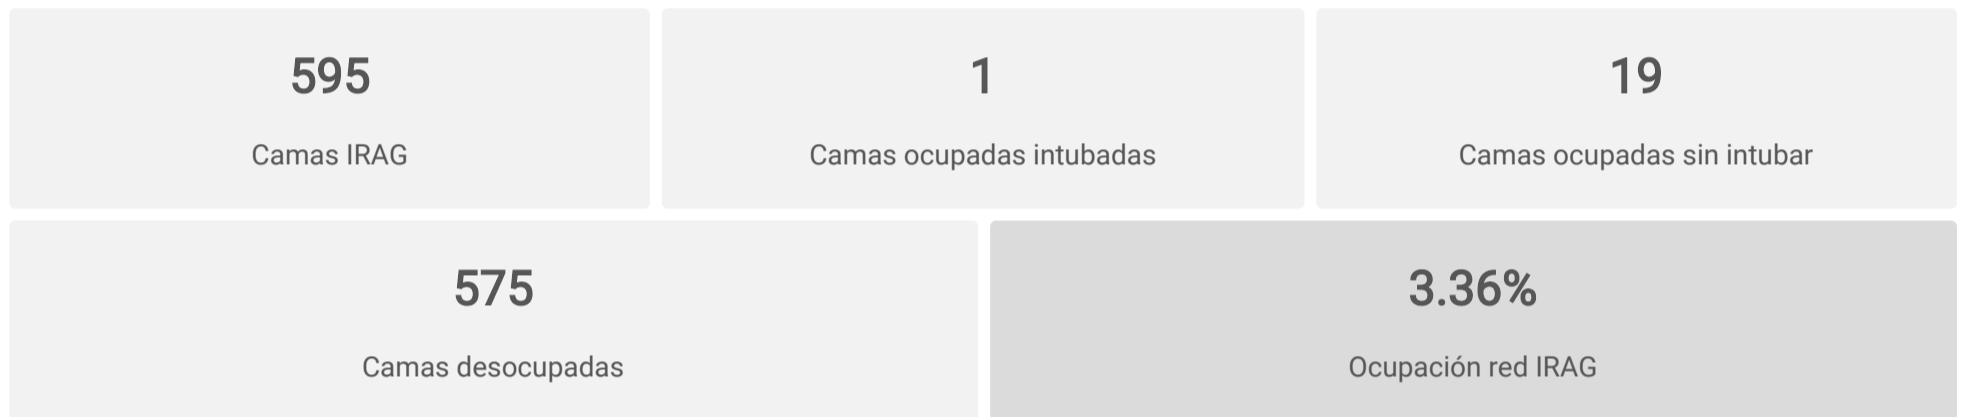 595
Camas IRAG
1
Camas ocupadas intubadas
19
Camas ocupadas sin intubar
575
Camas desocupadas
3.36%
Ocupación red IRAG